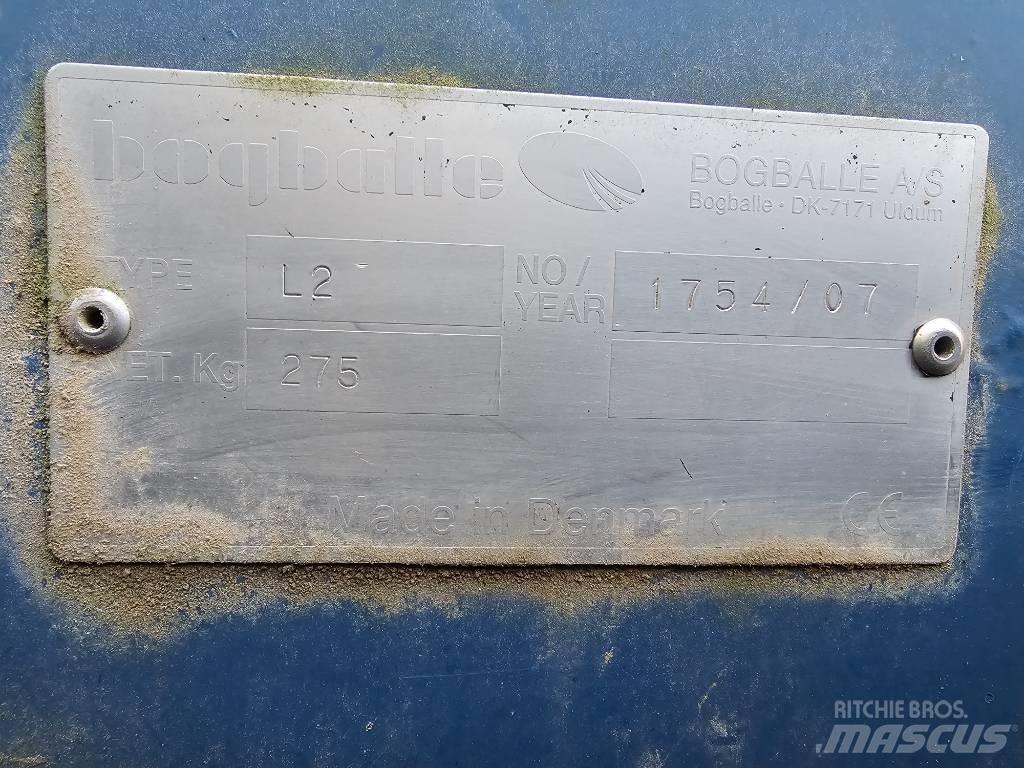 bogballe
BOGBALLE A/S
Bogballe · DK-7171 Uldum
TYPE L2
NO/
YEAR 1754/07
ET. Kg 275
Made in Denmark CE
RITCHIE BROS.
MASCUS